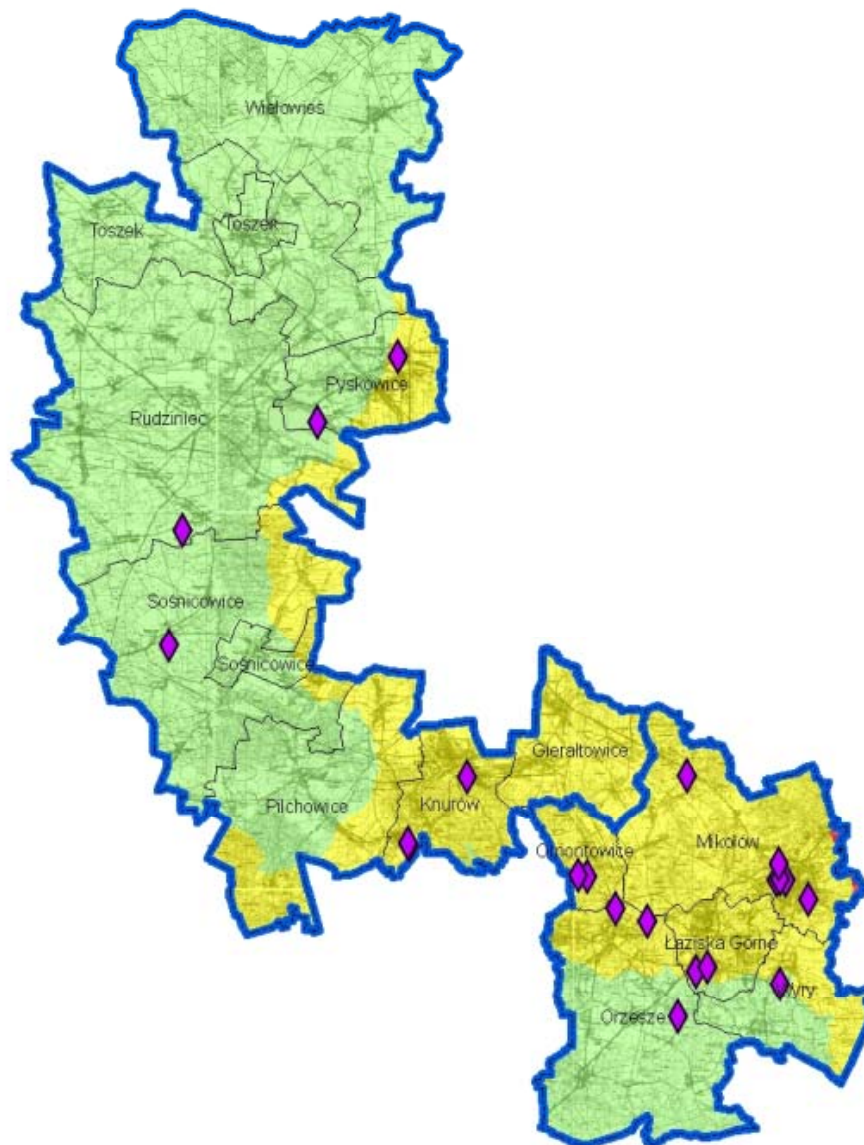 Wielowieś
Toszek
Toszek
Pyskowice
Rudziniec
Sośnicowice
Sośnicowice
Gierałtowice
Pilchowice
Knurów
Ornontowice
Mikołów
Łaziska Górne
Wyry
Orzesze